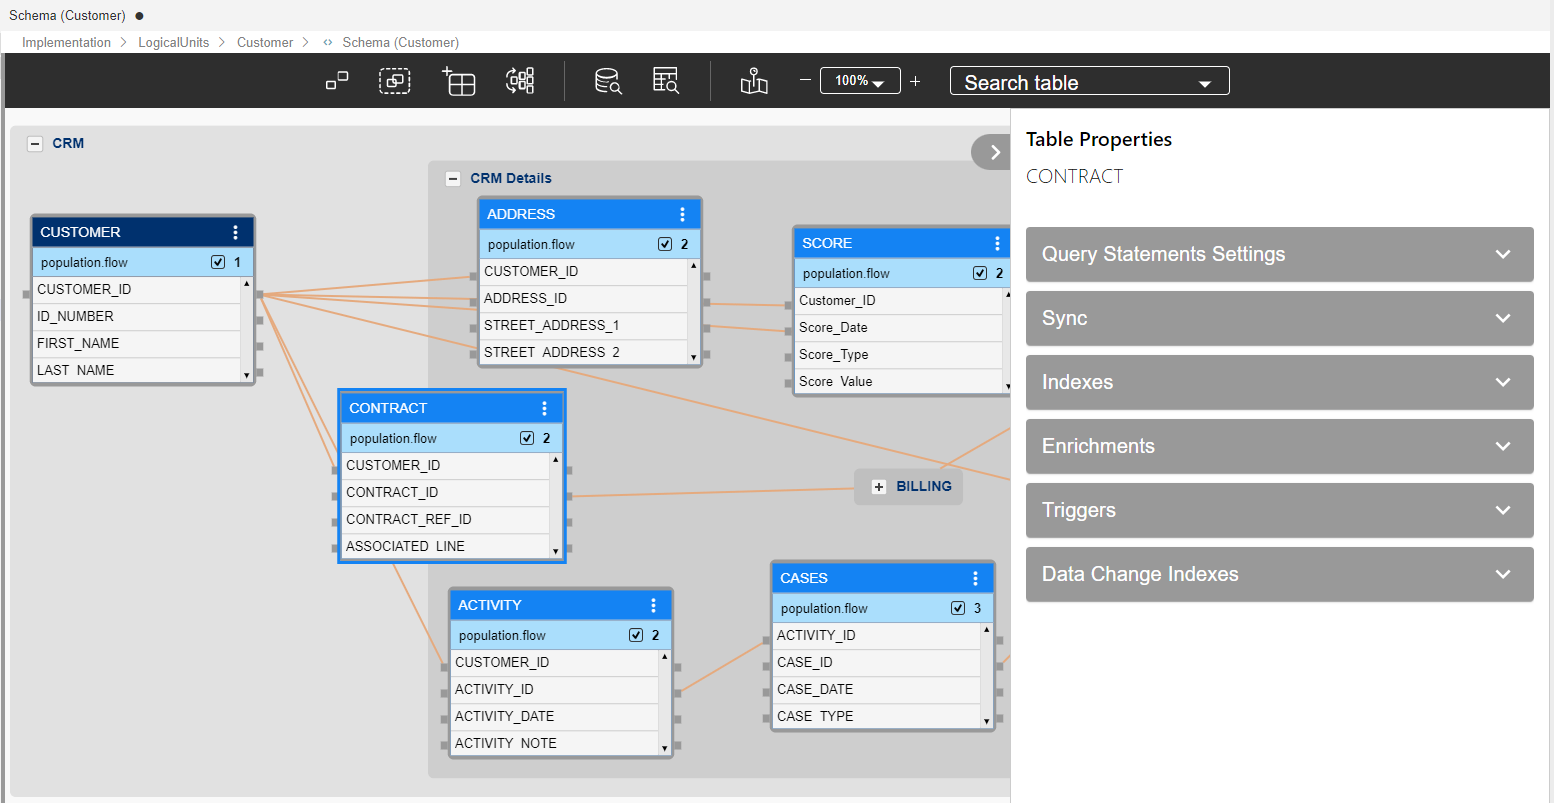 Schema (Customer) ●
Implementation > LogicalUnits > Customer > <> Schema (Customer)
100%
Search table
CRM
CRM Details
CUSTOMER
population.flow 1
CUSTOMER_ID
ID_NUMBER
FIRST_NAME
LAST_NAME
ADDRESS
population.flow 2
CUSTOMER_ID
ADDRESS_ID
STREET_ADDRESS_1
STREET_ADDRESS_2
SCORE
population.flow 2
Customer_ID
Score_Date
Score_Type
Score_Value
CONTRACT
population.flow 2
CUSTOMER_ID
CONTRACT_ID
CONTRACT_REF_ID
ASSOCIATED_LINE
BILLING
ACTIVITY
population.flow 2
CUSTOMER_ID
ACTIVITY_ID
ACTIVITY_DATE
ACTIVITY_NOTE
CASES
population.flow 3
ACTIVITY_ID
CASE_ID
CASE_DATE
CASE_TYPE
Table Properties
CONTRACT
Query Statements Settings
Sync
Indexes
Enrichments
Triggers
Data Change Indexes